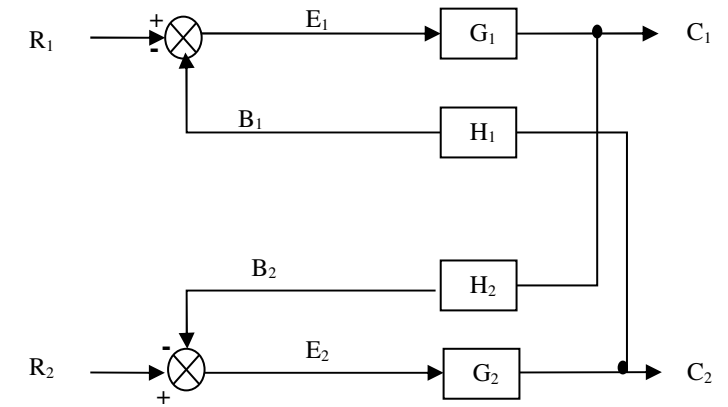 +
R₁
-
E₁
G₁
C₁
B₁
H₁
B₂
H₂
-
R₂
+
E₂
G₂
C₂